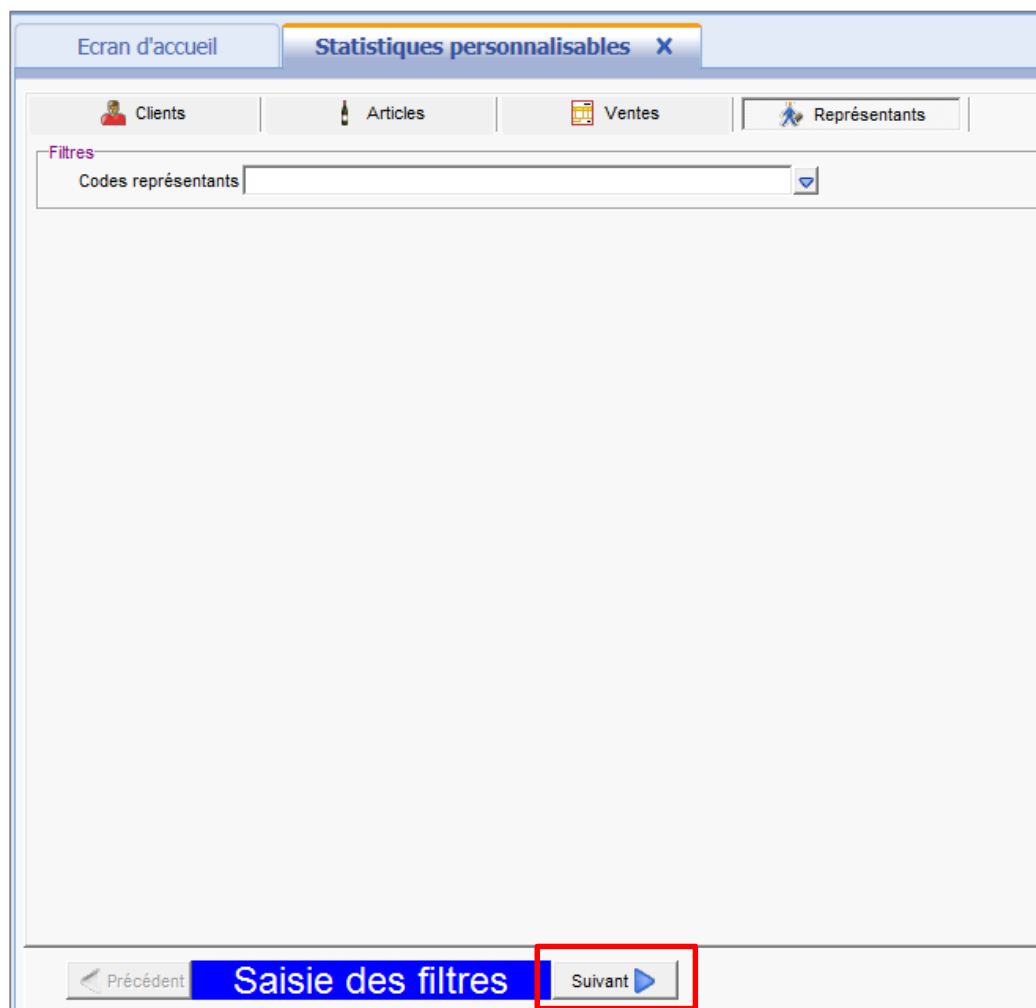 Ecran d'accueil Statistiques personnalisables X
Clients Articles Ventes Représentants
Filtres
Codes représentants
Précédent Saisie des filtres Suivant